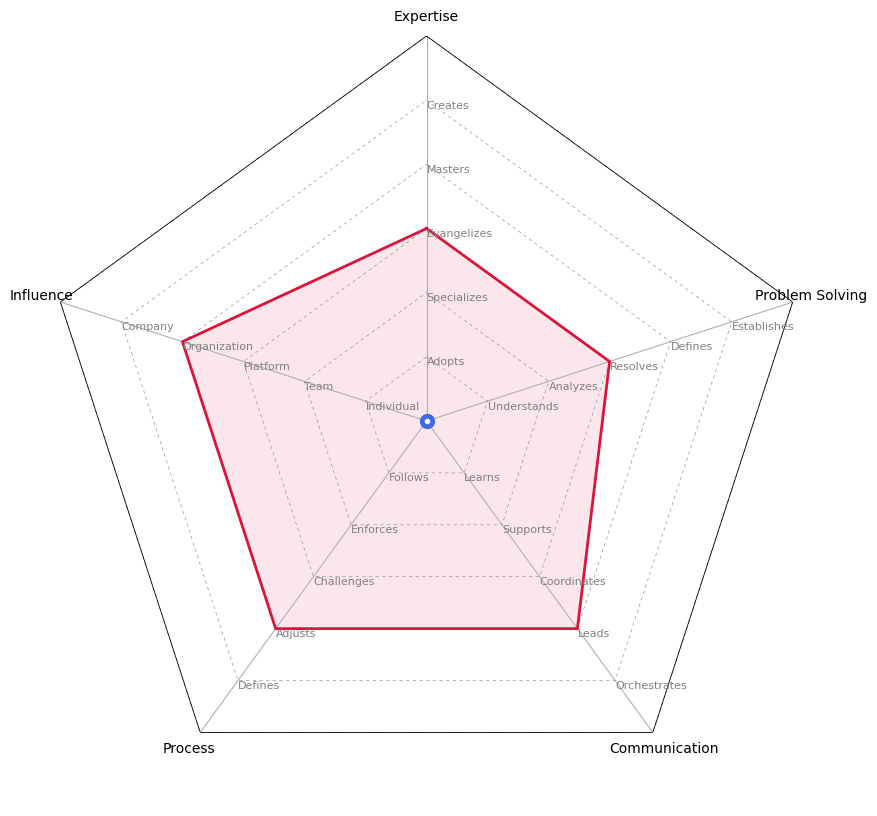 Expertise
Creates
Masters
Evangelizes
Specializes
Adopts
Influence
Company
Organization
Platform
Team
Individual
Problem Solving
Establishes
Defines
Resolves
Analyzes
Understands
Follows
Learns
Enforces
Supports
Challenges
Coordinates
Adjusts
Leads
Defines
Orchestrates
Process
Communication